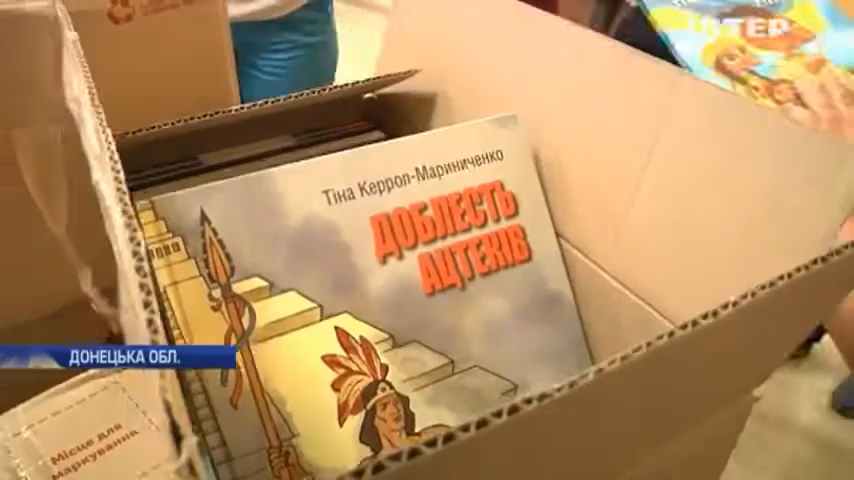 ІНТЕР
Тіна Керрол-Мариниченко
ДОБЛЕСТЬ
АЦТЕКІВ
ДОНЕЦЬКА ОБЛ.
Місце для
маркування